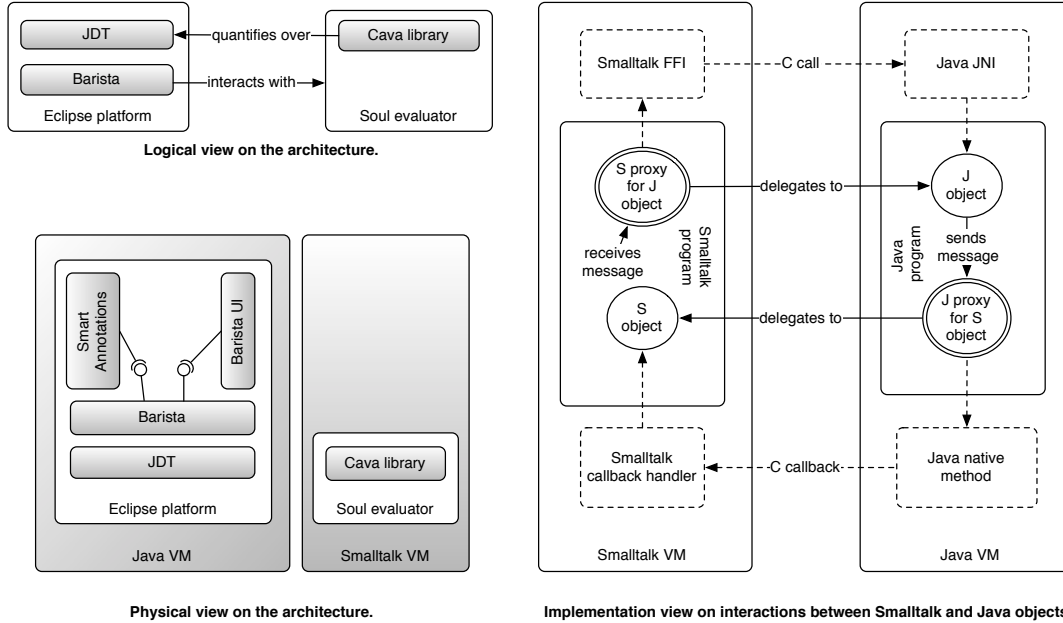 JDT
quantifies over
Cava library
Barista
interacts with
Eclipse platform
Soul evaluator
Logical view on the architecture.
Smart
Annotations
Barista UI
Barista
JDT
Eclipse platform
Java VM
Cava library
Soul evaluator
Smalltalk VM
Physical view on the architecture.
Smalltalk FFI
C call
Java JNI
S proxy
for J
object
delegates to
J
object
receives
message
Smalltalk
program
Java
program
sends
message
S
object
delegates to
J proxy
for S
object
Smalltalk
callback handler
C callback
Java native
method
Smalltalk VM
Java VM
Implementation view on interactions between Smalltalk and Java objects